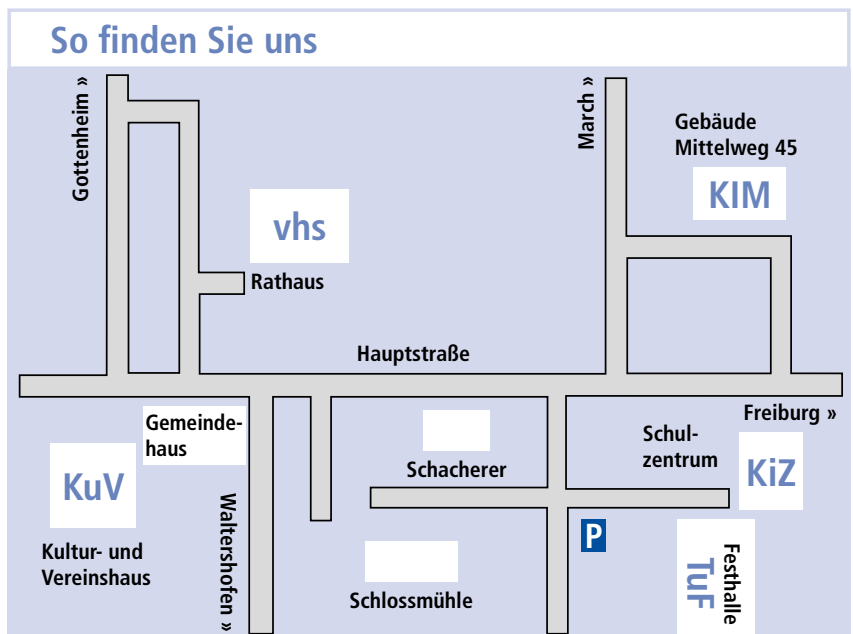 So finden Sie uns
Gottenheim »
March »
Gebäude
Mittelweg 45
KIM
vhs
Rathaus
Hauptstraße
Freiburg »
Gemeinde-
haus
KuV
Kultur- und
Vereinshaus
Waltershofen »
Schacherer
Schlossmühle
Schul-
zentrum
KiZ
P
Festhalle
TuF